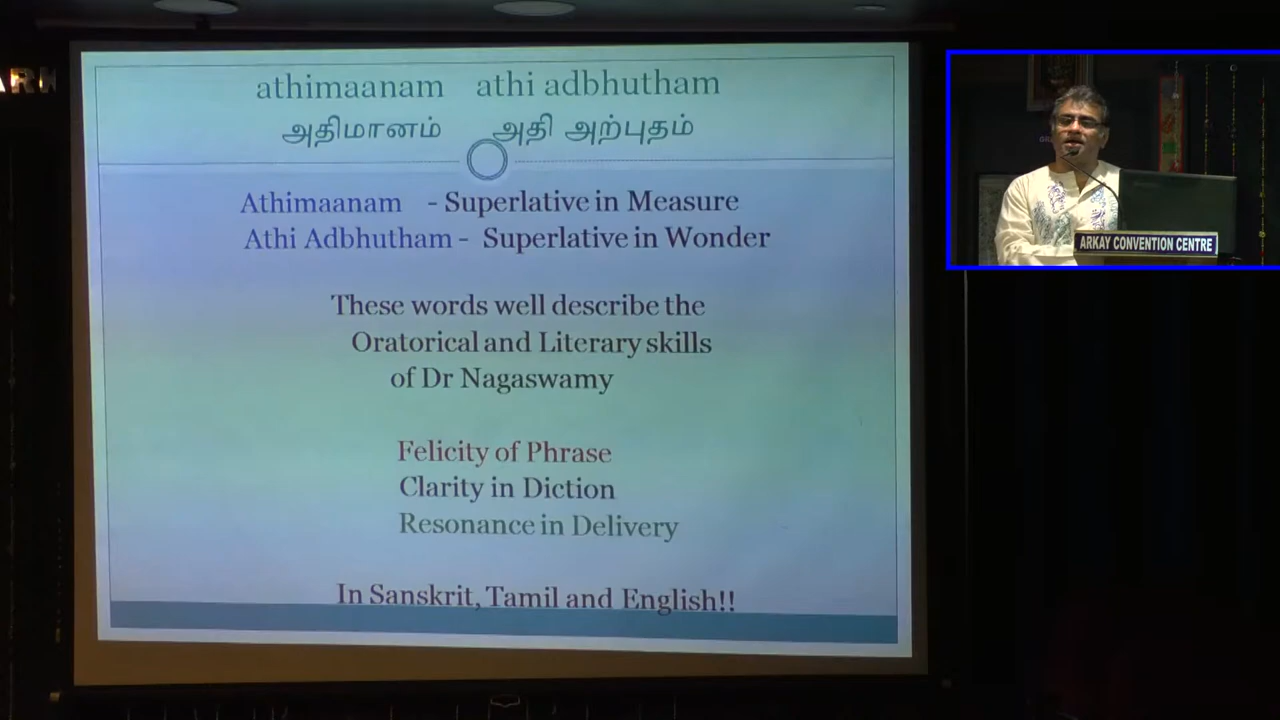 athimaanam athi adbhutham
அதிமானம் அதி அற்புதம்
Athimaanam - Superlative in Measure
Athi Adbhutham - Superlative in Wonder
These words well describe the
Oratorical and Literary skills
of Dr Nagaswamy
Felicity of Phrase
Clarity in Diction
Resonance in Delivery
In Sanskrit, Tamil and English!!
ARKAY CONVENTION CENTRE